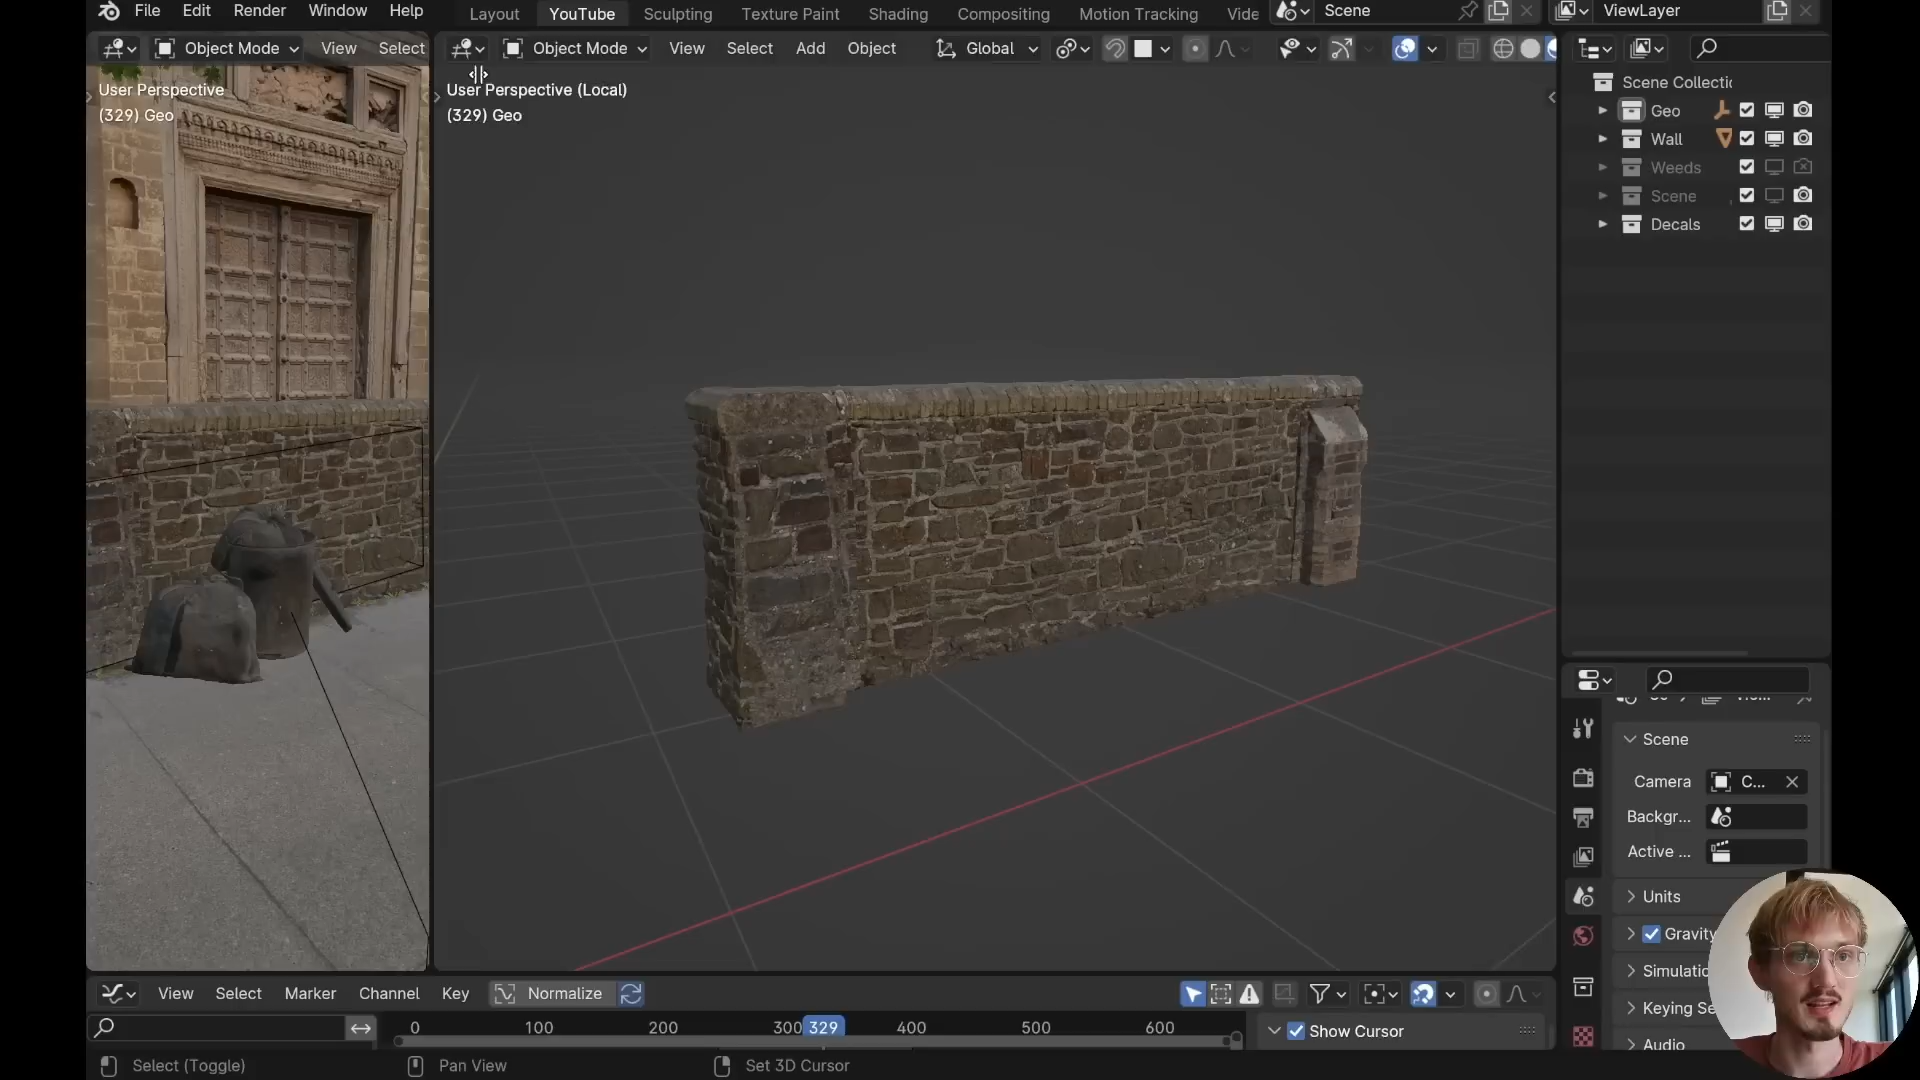 File Edit Render Window Help Layout YouTube Sculpting Texture Paint Shading Compositing Motion Tracking Vide Scene ViewLayer
Object Mode View Select Object Mode View Select Add Object Global
User Perspective
(329) Geo
User Perspective (Local)
(329) Geo
Scene Collectic
Geo
Wall
Weeds
Scene
Decals
Scene
Camera C...
Backgr...
Active ...
Units
Gravity
Simulatio
Keying Se
Audio
View Select Marker Channel Key Normalize
0 100 200 300 329 400 500 600
Show Cursor
Select (Toggle) Pan View Set 3D Cursor